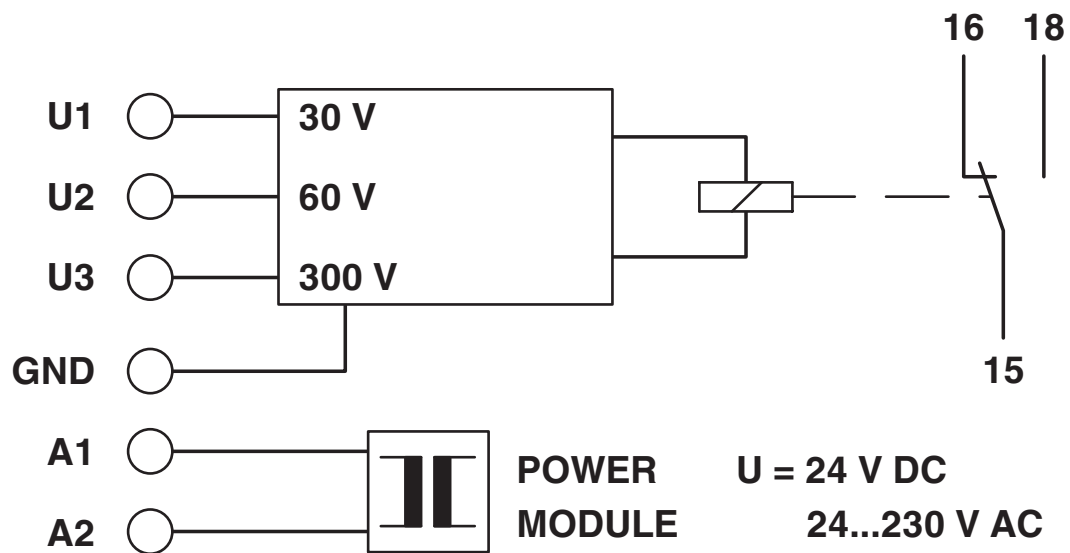 16 18
U1 30 V
U2 60 V
U3 300 V
GND
15
A1
POWER U = 24 V DC
A2 MODULE 24...230 V AC